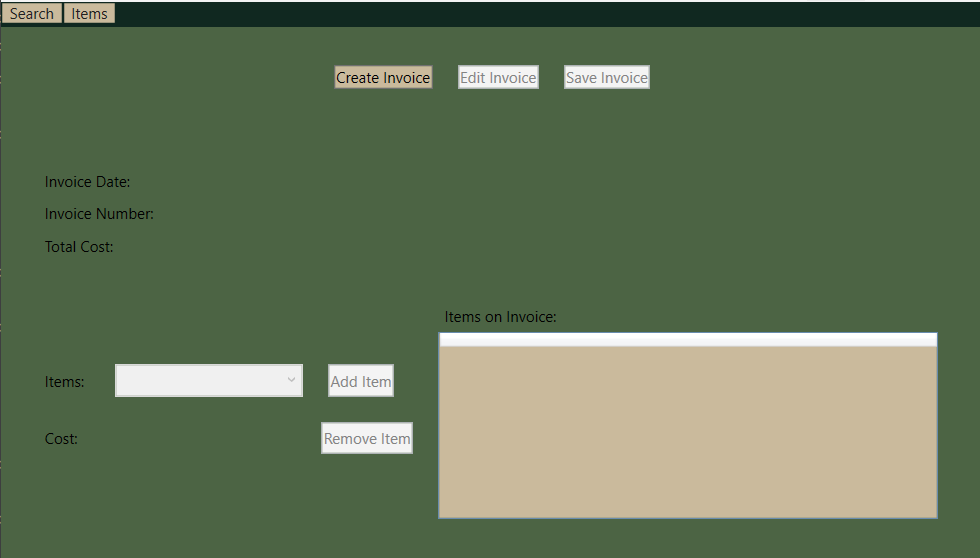 Search Items
Create Invoice Edit Invoice Save Invoice
Invoice Date:
Invoice Number:
Total Cost:
Items on Invoice:
Items: Add Item
Cost: Remove Item